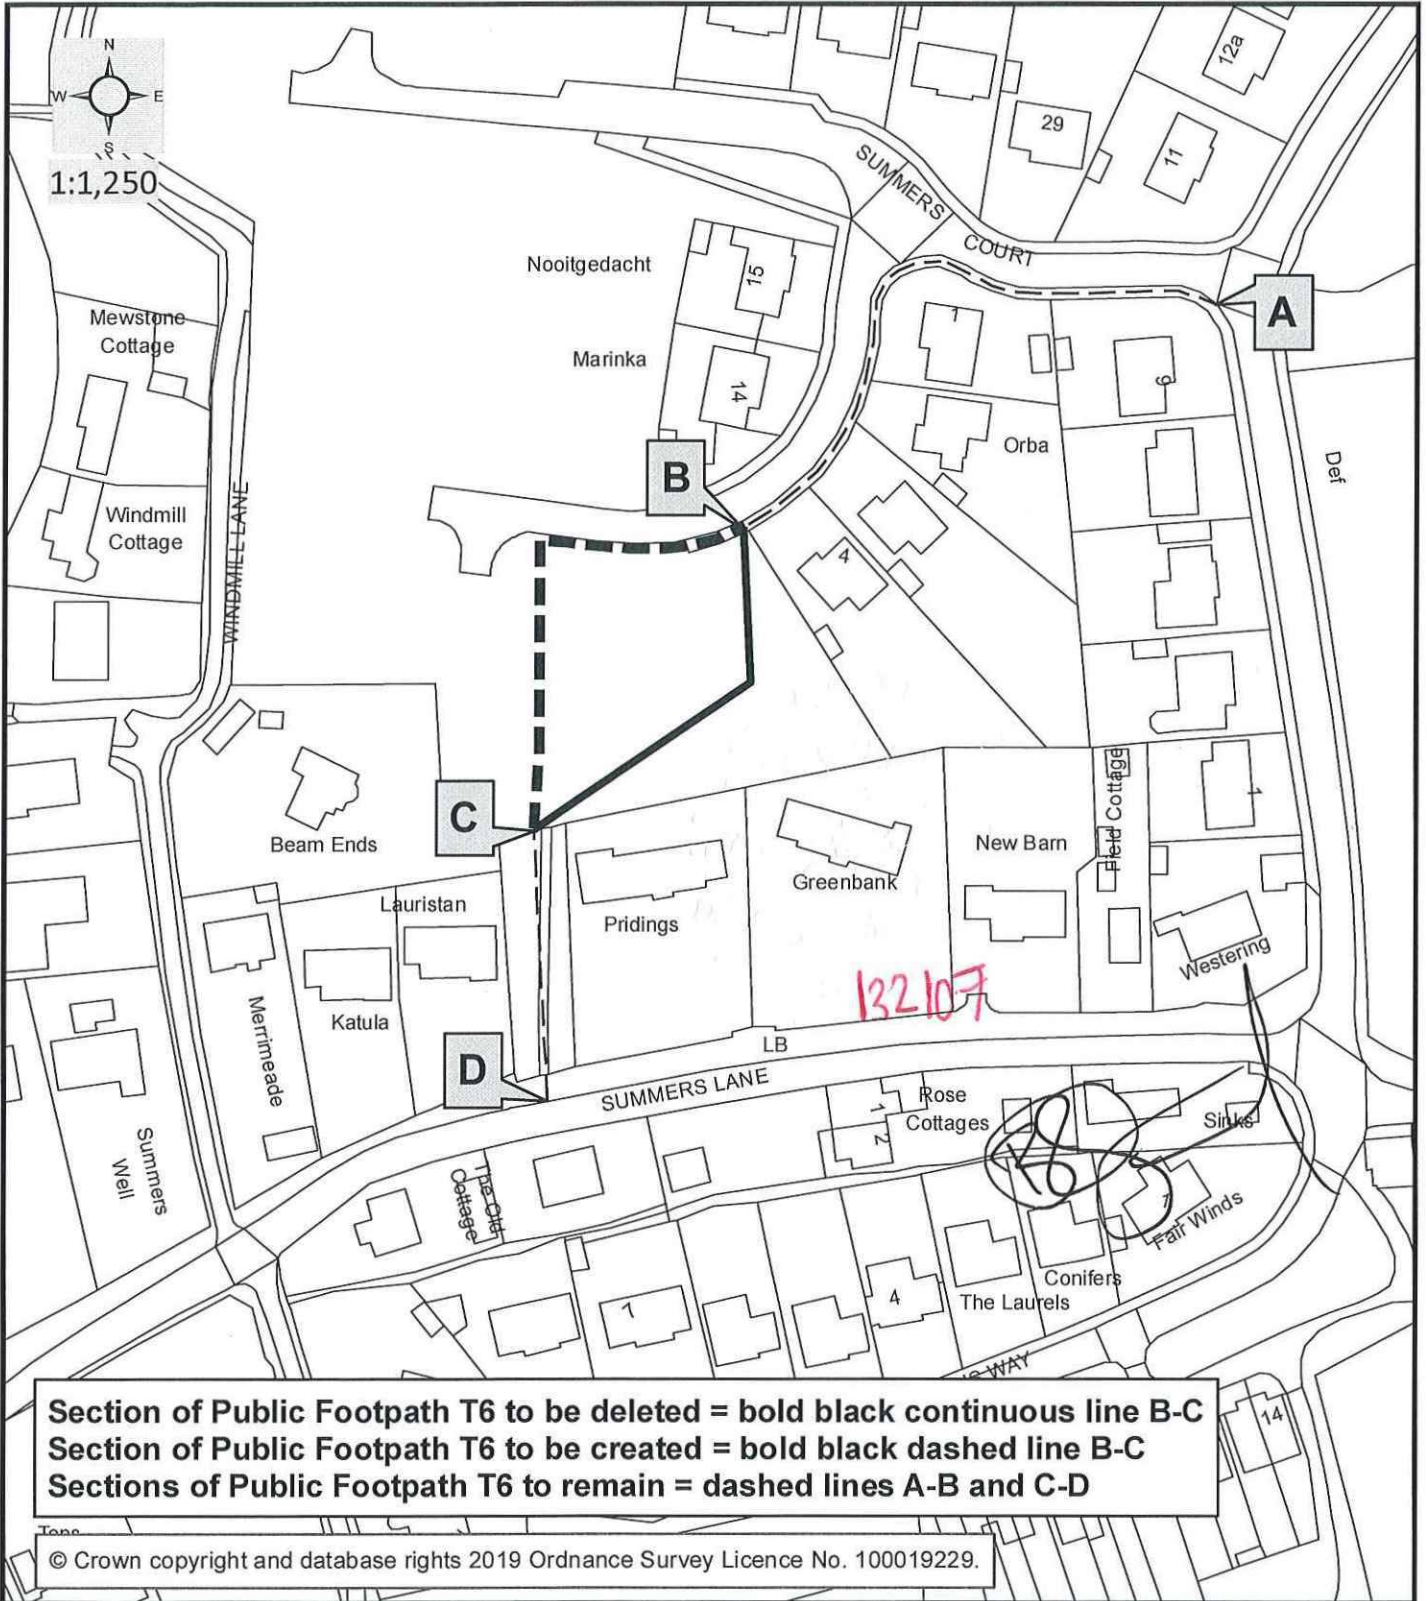 N
W E
S
1:1,250
12a
29
11
SUMMERS
COURT
A
Nooitgedacht
15
Mewstone
Cottage
Marinka
14
1
9
Orba
B
Def
WINDMILL LANE
Windmill
Cottage
4
C
Beam Ends
Field Cottage
1
New Barn
Greenbank
Lauristan
Pridings
Westering
132107
Merrimeade
Katula
D
LB
SUMMERS LANE
1
2
Rose
Cottages
Sinks
Summers
Well
The Old
Cottage
1
Fair Winds
Conifers
The Laurels
4
7
14
Section of Public Footpath T6 to be deleted = bold black continuous line B-C
Section of Public Footpath T6 to be created = bold black dashed line B-C
Sections of Public Footpath T6 to remain = dashed lines A-B and C-D
© Crown copyright and database rights 2019 Ordnance Survey Licence No. 100019229.